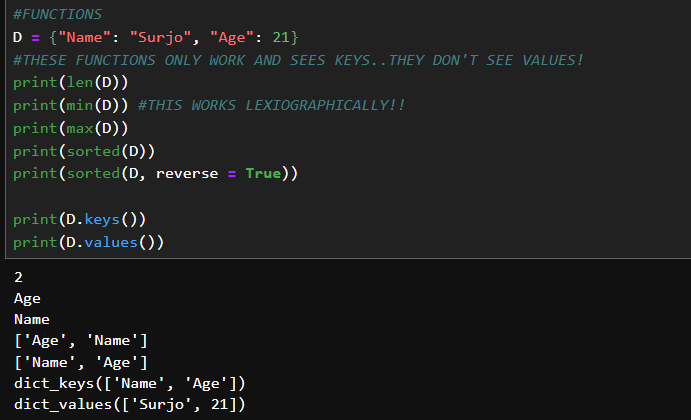 #FUNCTIONS
D = {"Name": "Surjo", "Age": 21}
#THESE FUNCTIONS ONLY WORK AND SEES KEYS..THEY DON'T SEE VALUES!
print(len(D))
print(min(D)) #THIS WORKS LEXIOGRAPHICALLY!!
print(max(D))
print(sorted(D))
print(sorted(D, reverse = True))
print(D.keys())
print(D.values())
2
Age
Name
['Age', 'Name']
['Name', 'Age']
dict_keys(['Name', 'Age'])
dict_values(['Surjo', 21])